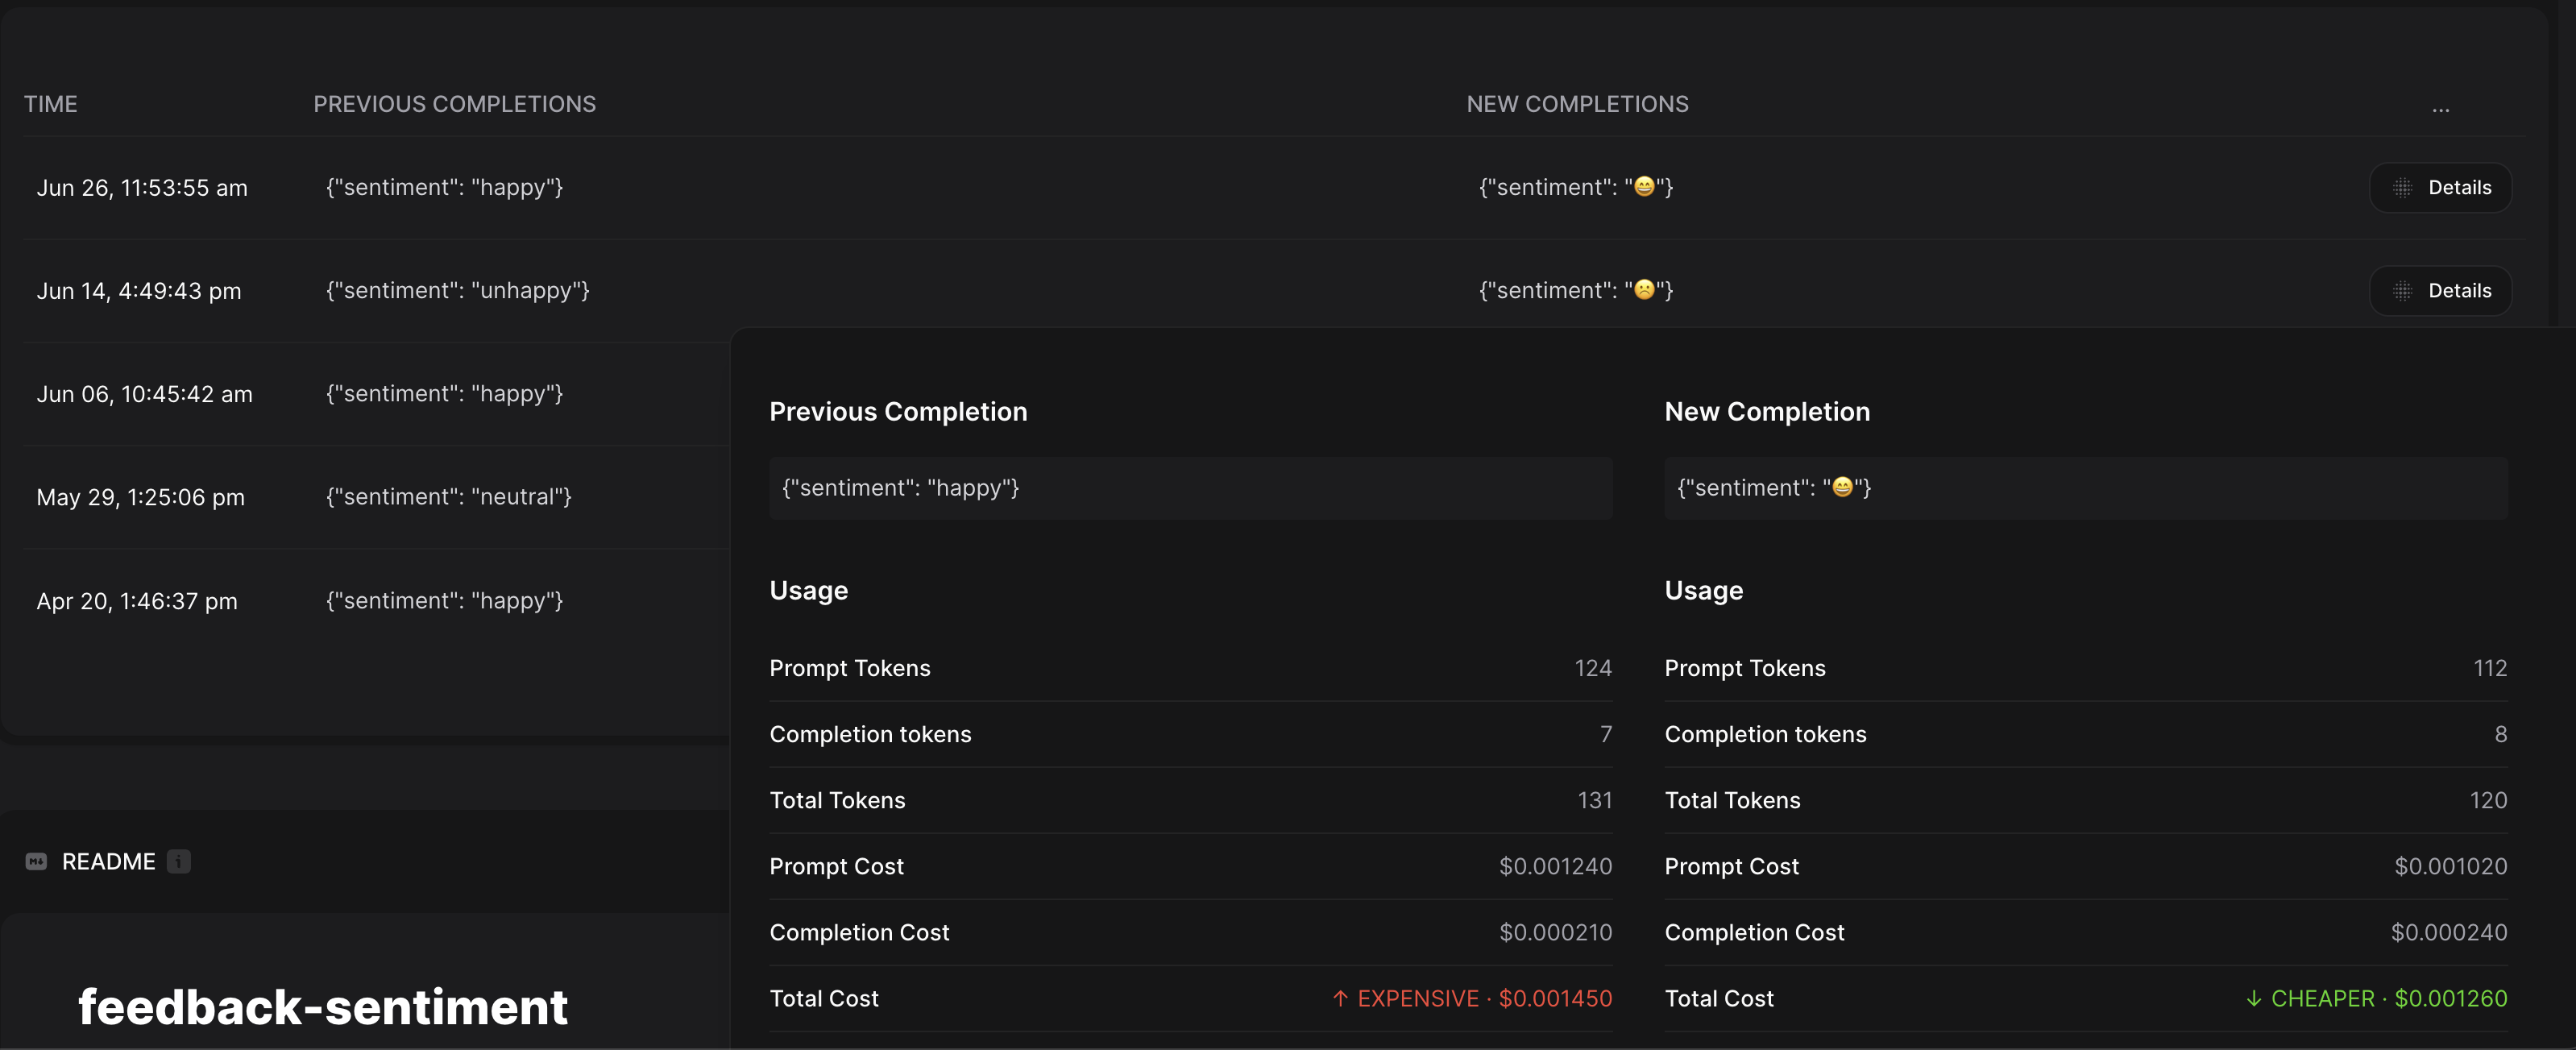 TIME PREVIOUS COMPLETIONS NEW COMPLETIONS ...
Jun 26, 11:53:55 am {"sentiment": "happy"} {"sentiment": "😄"} Details
Jun 14, 4:49:43 pm {"sentiment": "unhappy"} {"sentiment": "☹️"} Details
Jun 06, 10:45:42 am {"sentiment": "happy"}
May 29, 1:25:06 pm {"sentiment": "neutral"}
Apr 20, 1:46:37 pm {"sentiment": "happy"}
M↓ README i
feedback-sentiment
Previous Completion
{"sentiment": "happy"}
Usage
Prompt Tokens 124
Completion tokens 7
Total Tokens 131
Prompt Cost $0.001240
Completion Cost $0.000210
Total Cost ↑ EXPENSIVE · $0.001450
New Completion
{"sentiment": "😄"}
Usage
Prompt Tokens 112
Completion tokens 8
Total Tokens 120
Prompt Cost $0.001020
Completion Cost $0.000240
Total Cost ↓ CHEAPER · $0.001260